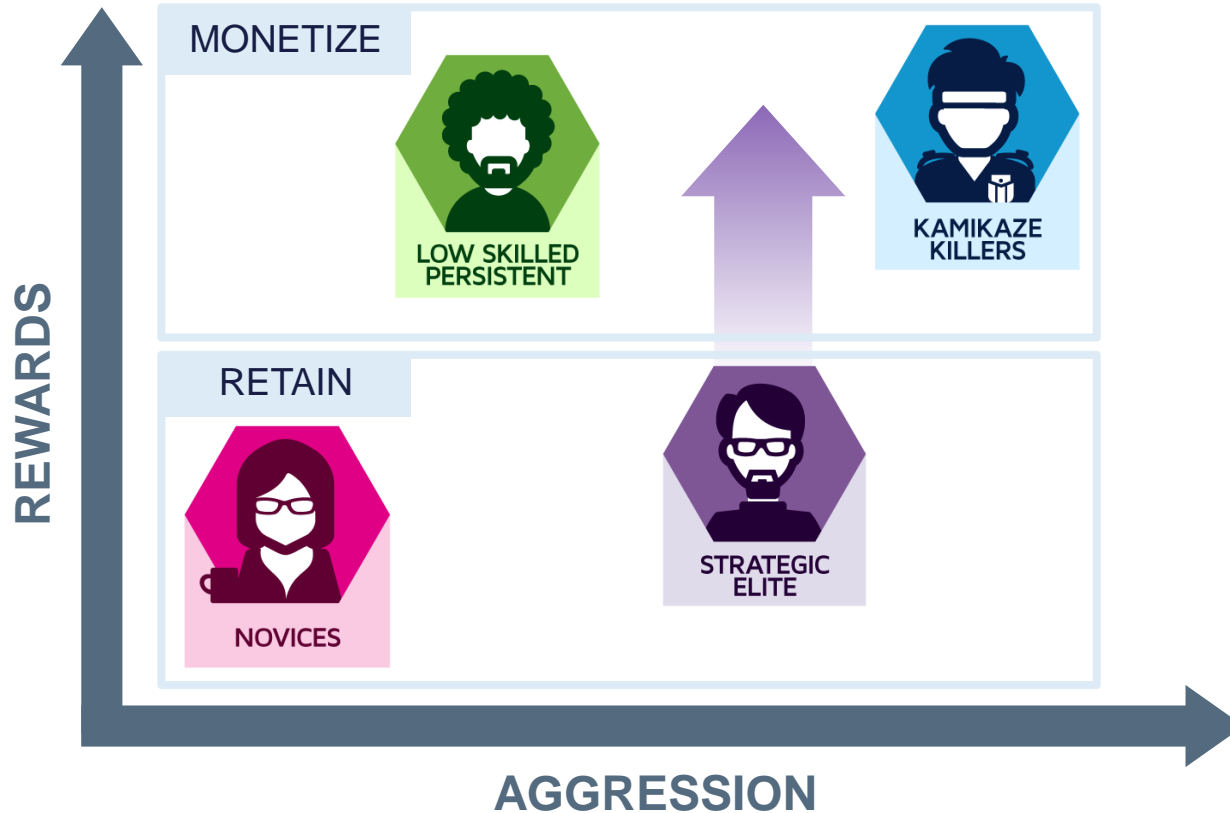 MONETIZE
LOW SKILLED
PERSISTENT
KAMIKAZE
KILLERS
RETAIN
NOVICES
STRATEGIC
ELITE
REWARDS
AGGRESSION